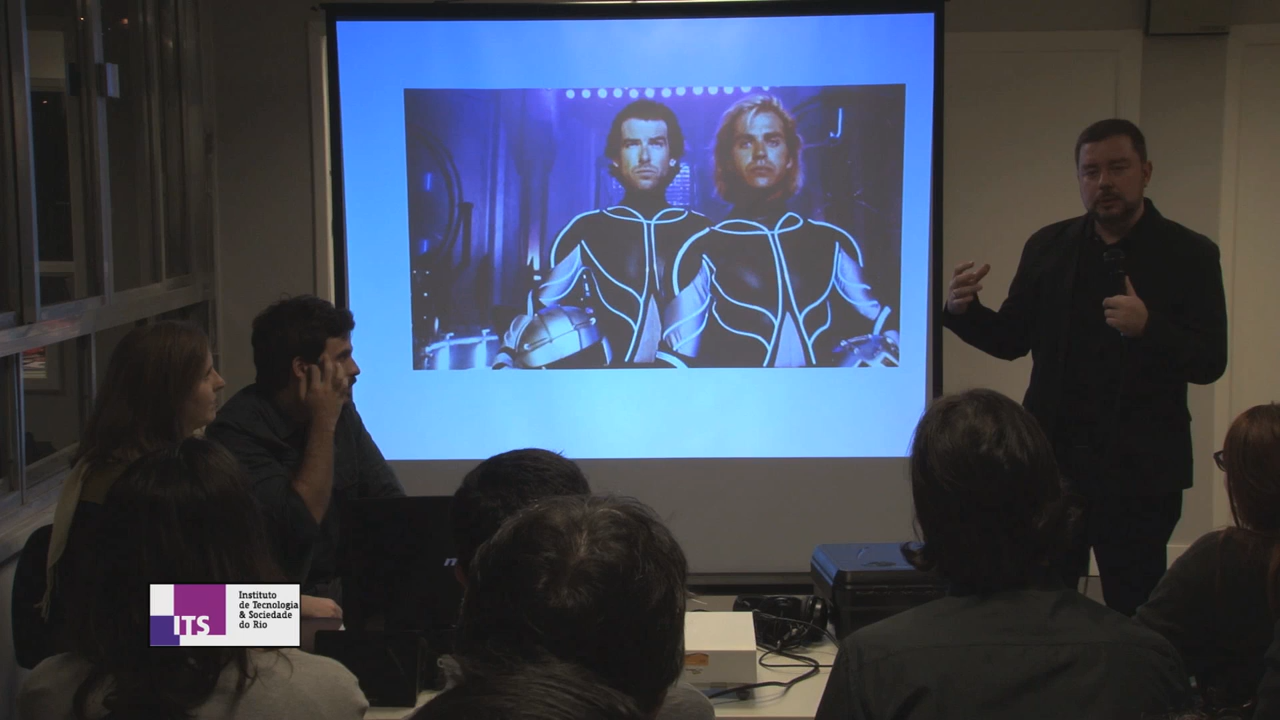 ITS
Instituto
de Tecnologia
& Sociedade
do Rio